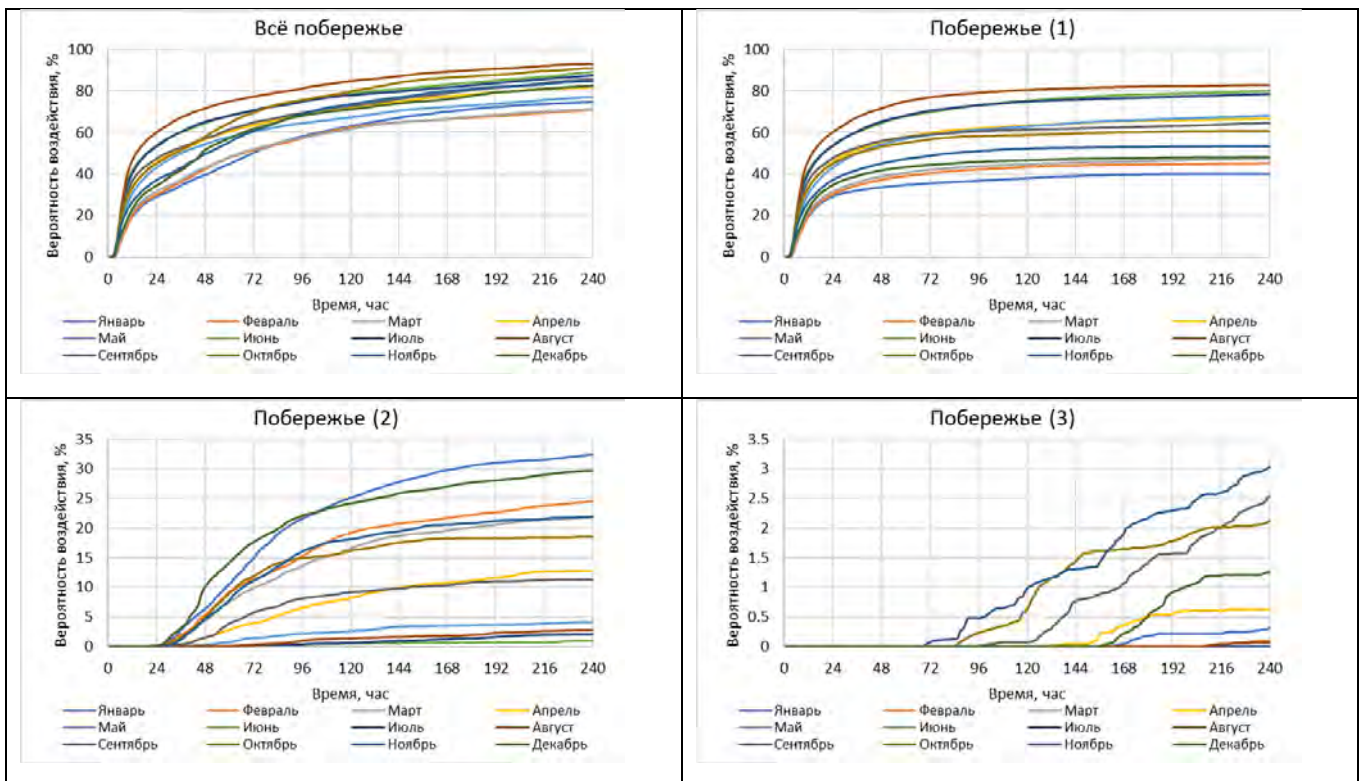 Всё побережье
Вероятность воздействия, %
100
80
60
40
20
0
0 24 48 72 96 120 144 168 192 216 240
Время, час
Январь Февраль Март Апрель
Май Июнь Июль Август
Сентябрь Октябрь Ноябрь Декабрь
Побережье (1)
Вероятность воздействия, %
100
80
60
40
20
0
0 24 48 72 96 120 144 168 192 216 240
Время, час
Январь Февраль Март Апрель
Май Июнь Июль Август
Сентябрь Октябрь Ноябрь Декабрь
Побережье (2)
Вероятность воздействия, %
35
30
25
20
15
10
5
0
0 24 48 72 96 120 144 168 192 216 240
Время, час
Январь Февраль Март Апрель
Май Июнь Июль Август
Сентябрь Октябрь Ноябрь Декабрь
Побережье (3)
Вероятность воздействия, %
3.5
3
2.5
2
1.5
1
0.5
0
0 24 48 72 96 120 144 168 192 216 240
Время, час
Январь Февраль Март Апрель
Май Июнь Июль Август
Сентябрь Октябрь Ноябрь Декабрь